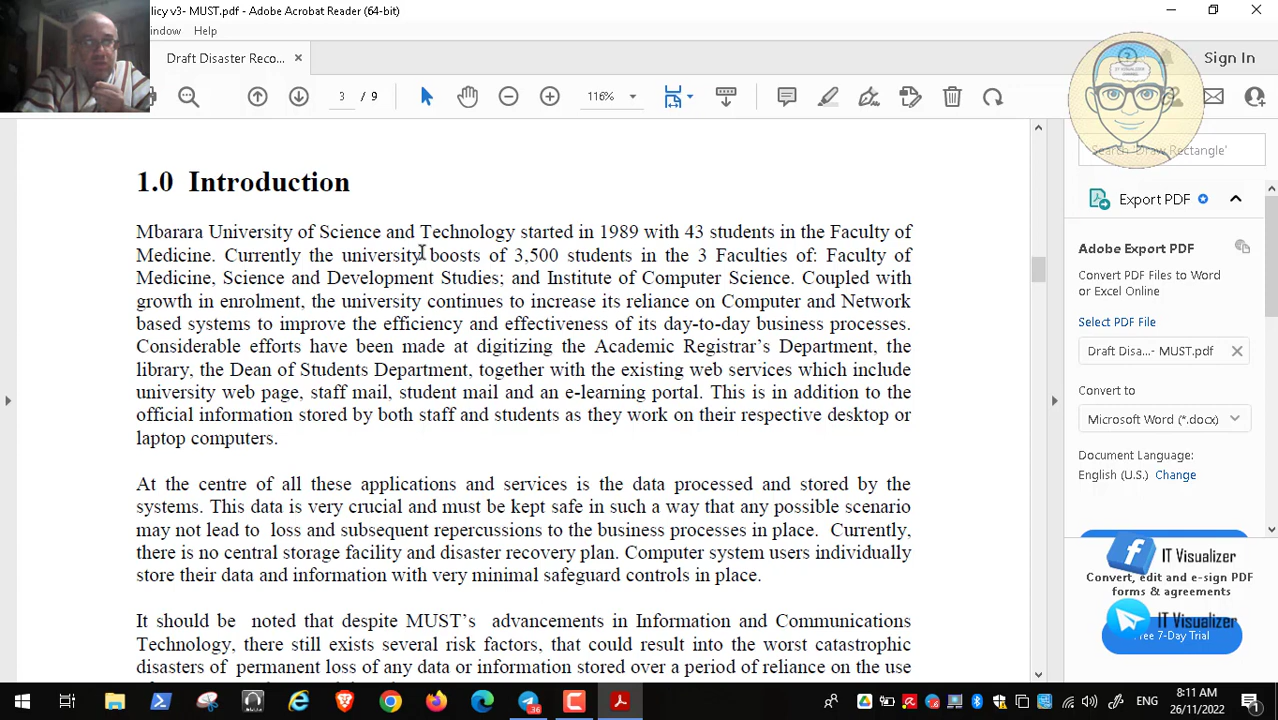 olicy v3- MUST.pdf - Adobe Acrobat Reader (64-bit)
indow Help
Draft Disaster Reco...
Sign In
3 / 9
116%
IT VISUALIZER
CHANNEL
Search 'Draw Rectangle'
1.0 Introduction
Mbarara University of Science and Technology started in 1989 with 43 students in the Faculty of
Medicine. Currently the university boosts of 3,500 students in the 3 Faculties of: Faculty of
Medicine, Science and Development Studies; and Institute of Computer Science. Coupled with
growth in enrolment, the university continues to increase its reliance on Computer and Network
based systems to improve the efficiency and effectiveness of its day-to-day business processes.
Considerable efforts have been made at digitizing the Academic Registrar's Department, the
library, the Dean of Students Department, together with the existing web services which include
university web page, staff mail, student mail and an e-learning portal. This is in addition to the
official information stored by both staff and students as they work on their respective desktop or
laptop computers.
At the centre of all these applications and services is the data processed and stored by the
systems. This data is very crucial and must be kept safe in such a way that any possible scenario
may not lead to loss and subsequent repercussions to the business processes in place. Currently,
there is no central storage facility and disaster recovery plan. Computer system users individually
store their data and information with very minimal safeguard controls in place.
It should be noted that despite MUST's advancements in Information and Communications
Technology, there still exists several risk factors, that could result into the worst catastrophic
disasters of permanent loss of any data or information stored over a period of reliance on the use
Export PDF
Adobe Export PDF
Convert PDF Files to Word
or Excel Online
Select PDF File
Draft Disa...- MUST.pdf
Convert to
Microsoft Word (*.docx)
Document Language:
English (U.S.) Change
IT Visualizer
Convert, edit and e-sign PDF
forms & agreements
IT Visualizer
Free 7-Day Trial
36
ENG
8:11 AM
26/11/2022
1